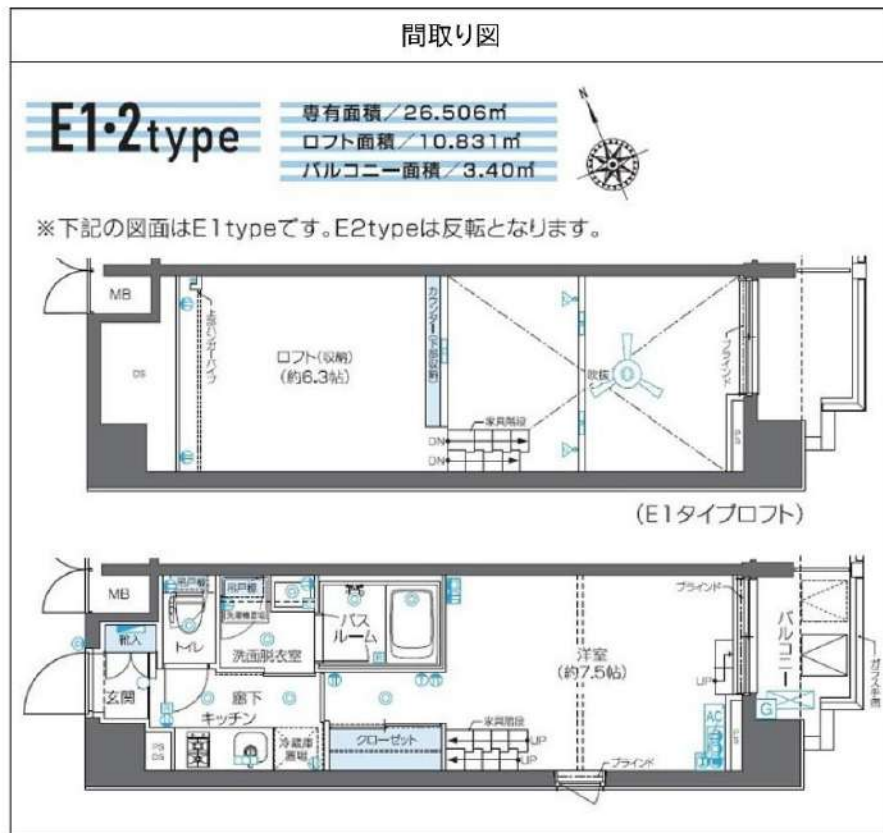 間取り図
E1・2type
専有面積／26.506㎡
ロフト面積／10.831㎡
バルコニー面積／3.40㎡
N
※下記の図面はE1typeです。E2typeは反転となります。
MB
DS
上部ハンガーパイプ
ロフト(収納)
(約6.3帖)
カウンター(下部収納)
家具階段
DN
DN
吹抜
ブラインド
(E1タイプロフト)
MB
吊戸棚
吊戸棚
洗濯機置場
靴入
トイレ
洗面脱衣室
バス
ルーム
玄関
廊下
キッチン
冷蔵庫
置場
クローゼット
PS
DS
洋室
(約7.5帖)
家具階段
UP
UP
UP
ブラインド
ブラインド
AC
G
バルコニー
ガラス手摺